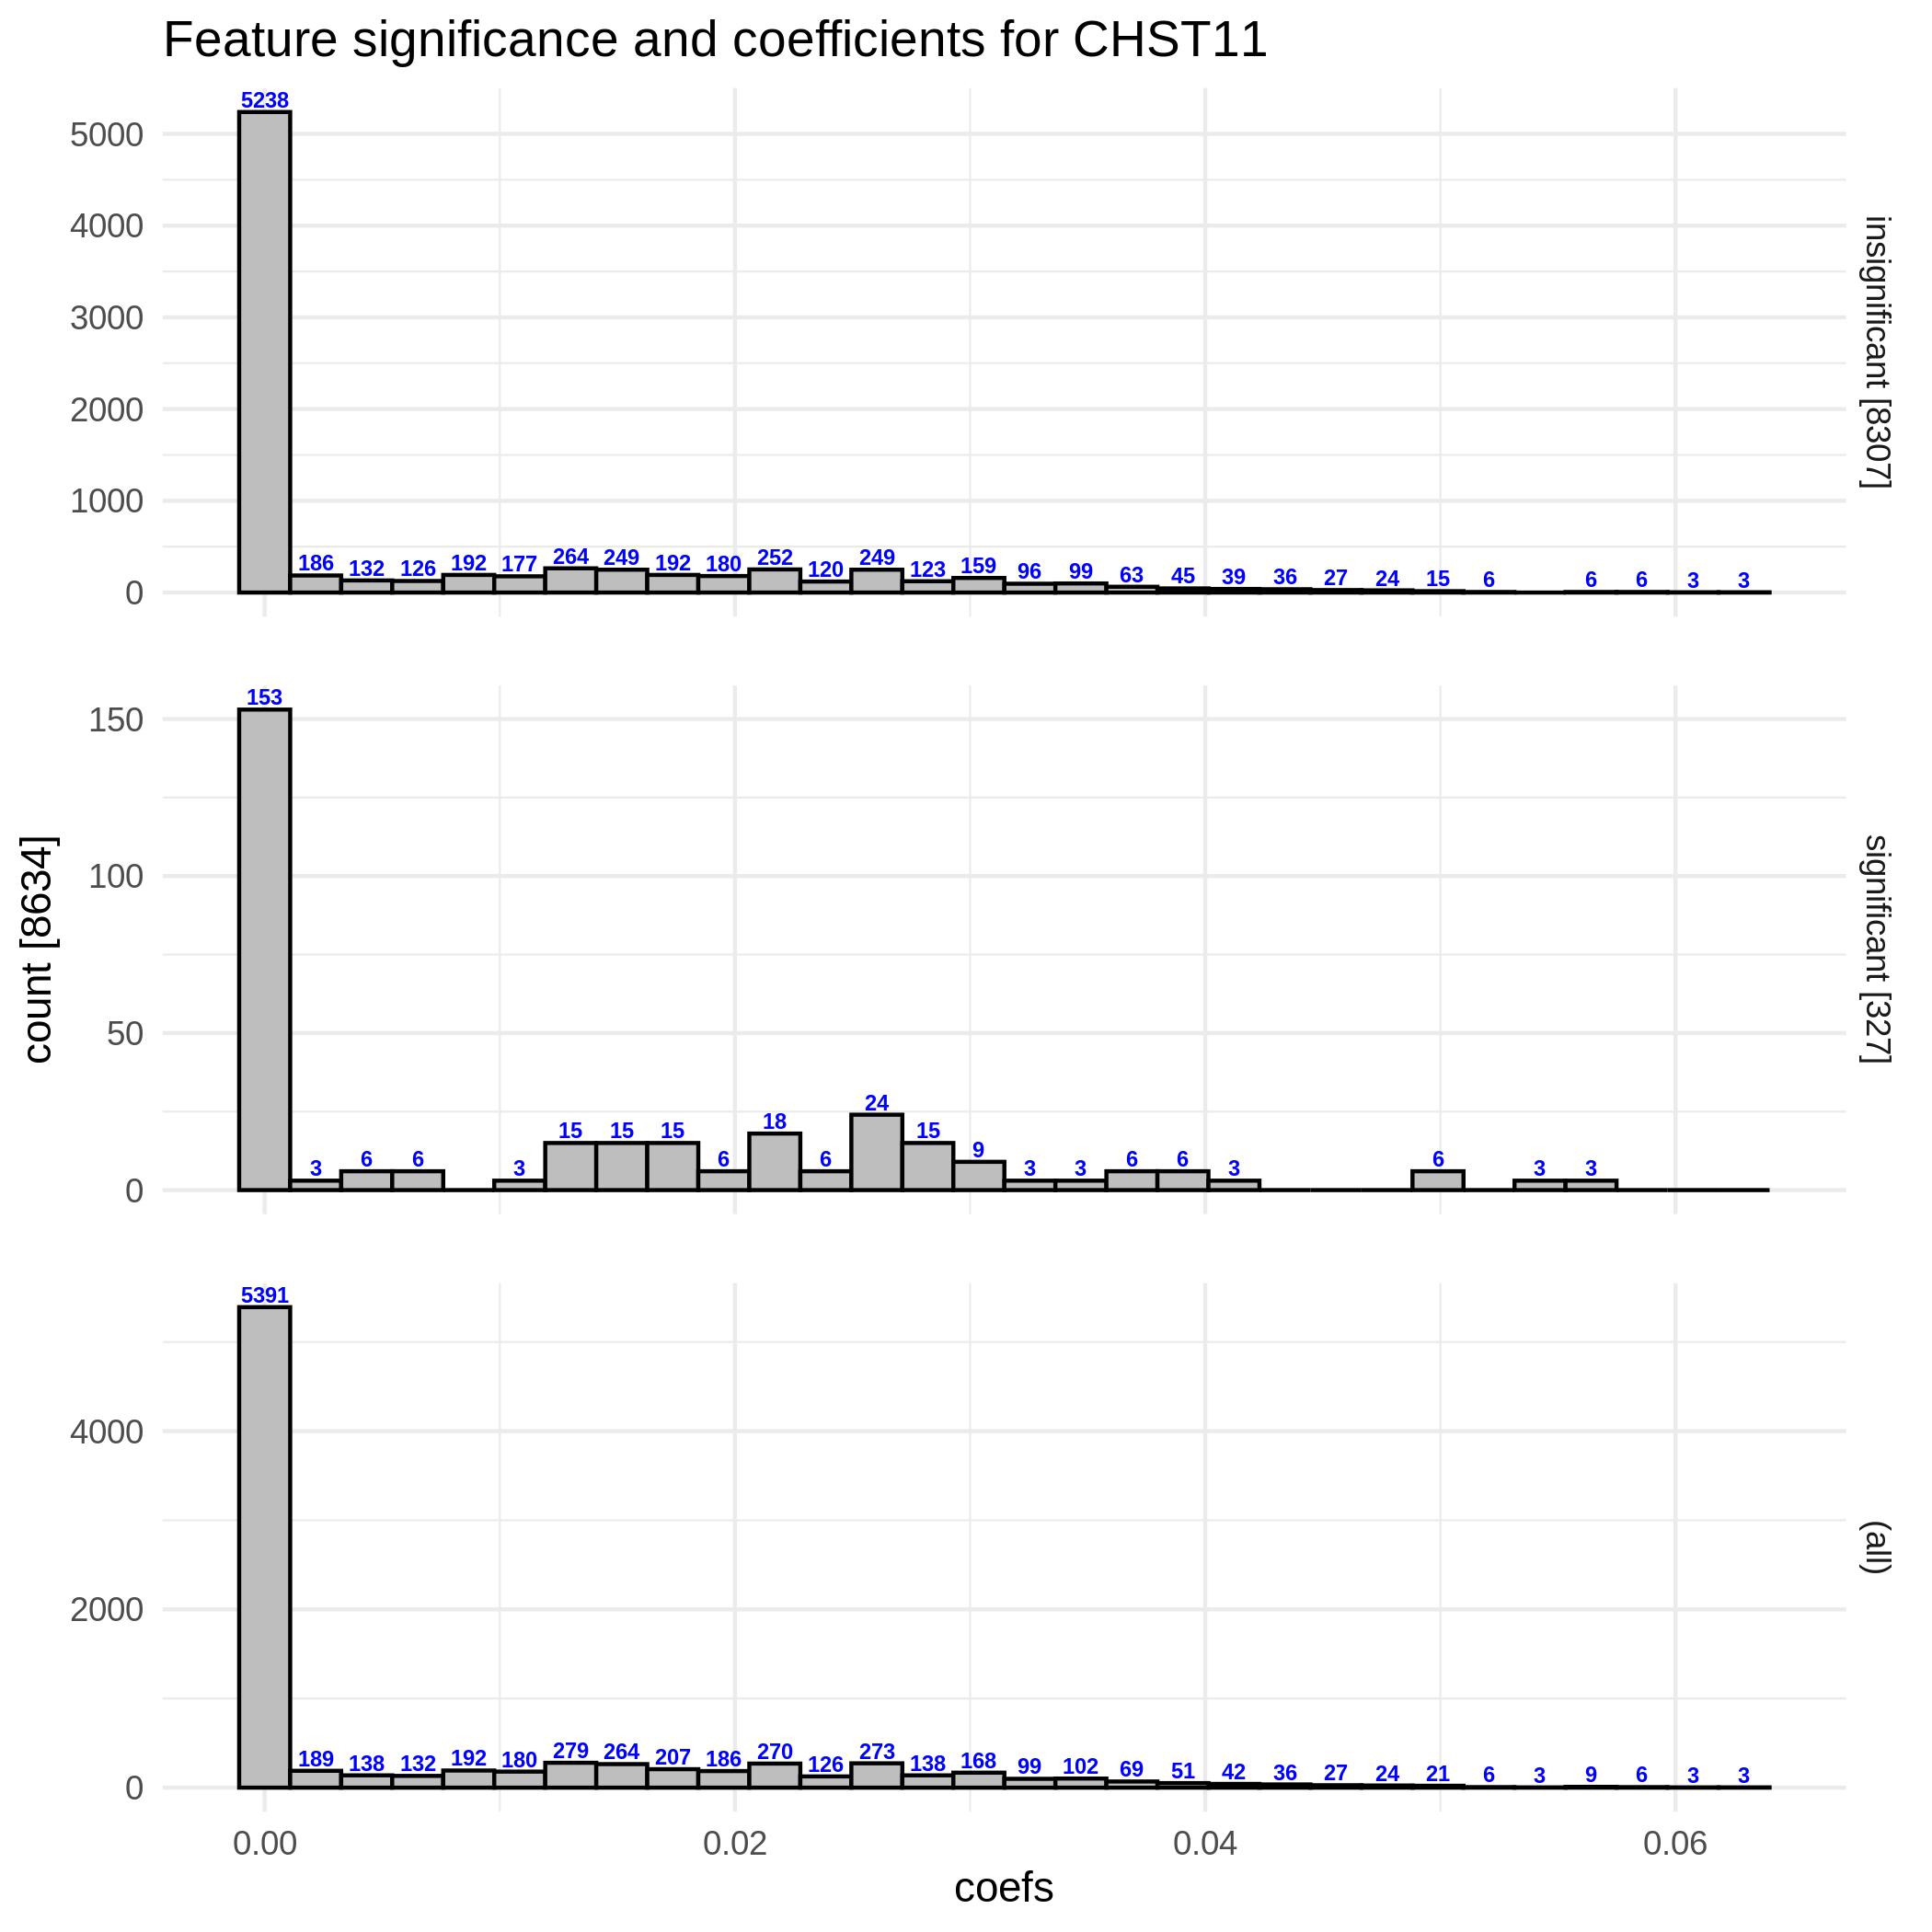 Feature significance and coefficients for CHST11
5238
5000
4000
3000
2000
1000
0
186 132 126 192 177 264 249 192 180 252 120 249 123 159 96 99 63 45 39 36 27 24 15 6 6 6 3 3
insignificant [8307]
153
150
100
50
0
3 6 6 3 15 15 15 6 18 6 24 15 9 3 3 6 6 3 6 3 3
significant [327]
count [8634]
5391
4000
2000
0
189 138 132 192 180 279 264 207 186 270 126 273 138 168 99 102 69 51 42 36 27 24 21 6 3 9 6 3 3
(all)
0.00 0.02 0.04 0.06
coefs